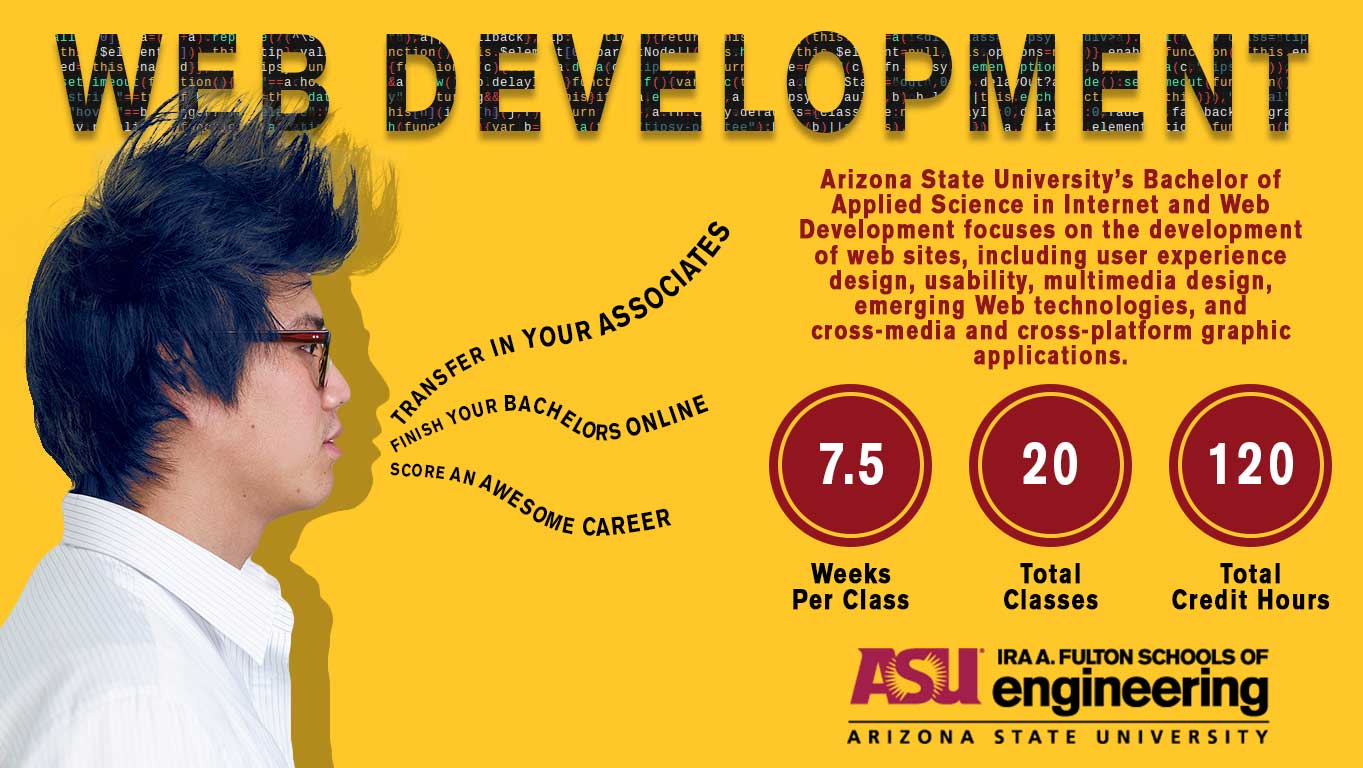 WEB DEVELOPMENT
TRANSFER IN YOUR ASSOCIATES
FINISH YOUR BACHELORS ONLINE
SCORE AN AWESOME CAREER
Arizona State University’s Bachelor of
Applied Science in Internet and Web
Development focuses on the development
of web sites, including user experience
design, usability, multimedia design,
emerging Web technologies, and
cross-media and cross-platform graphic
applications.
7.5
Weeks
Per Class
20
Total
Classes
120
Total
Credit Hours
ASU
IRA A. FULTON SCHOOLS OF
engineering
ARIZONA STATE UNIVERSITY